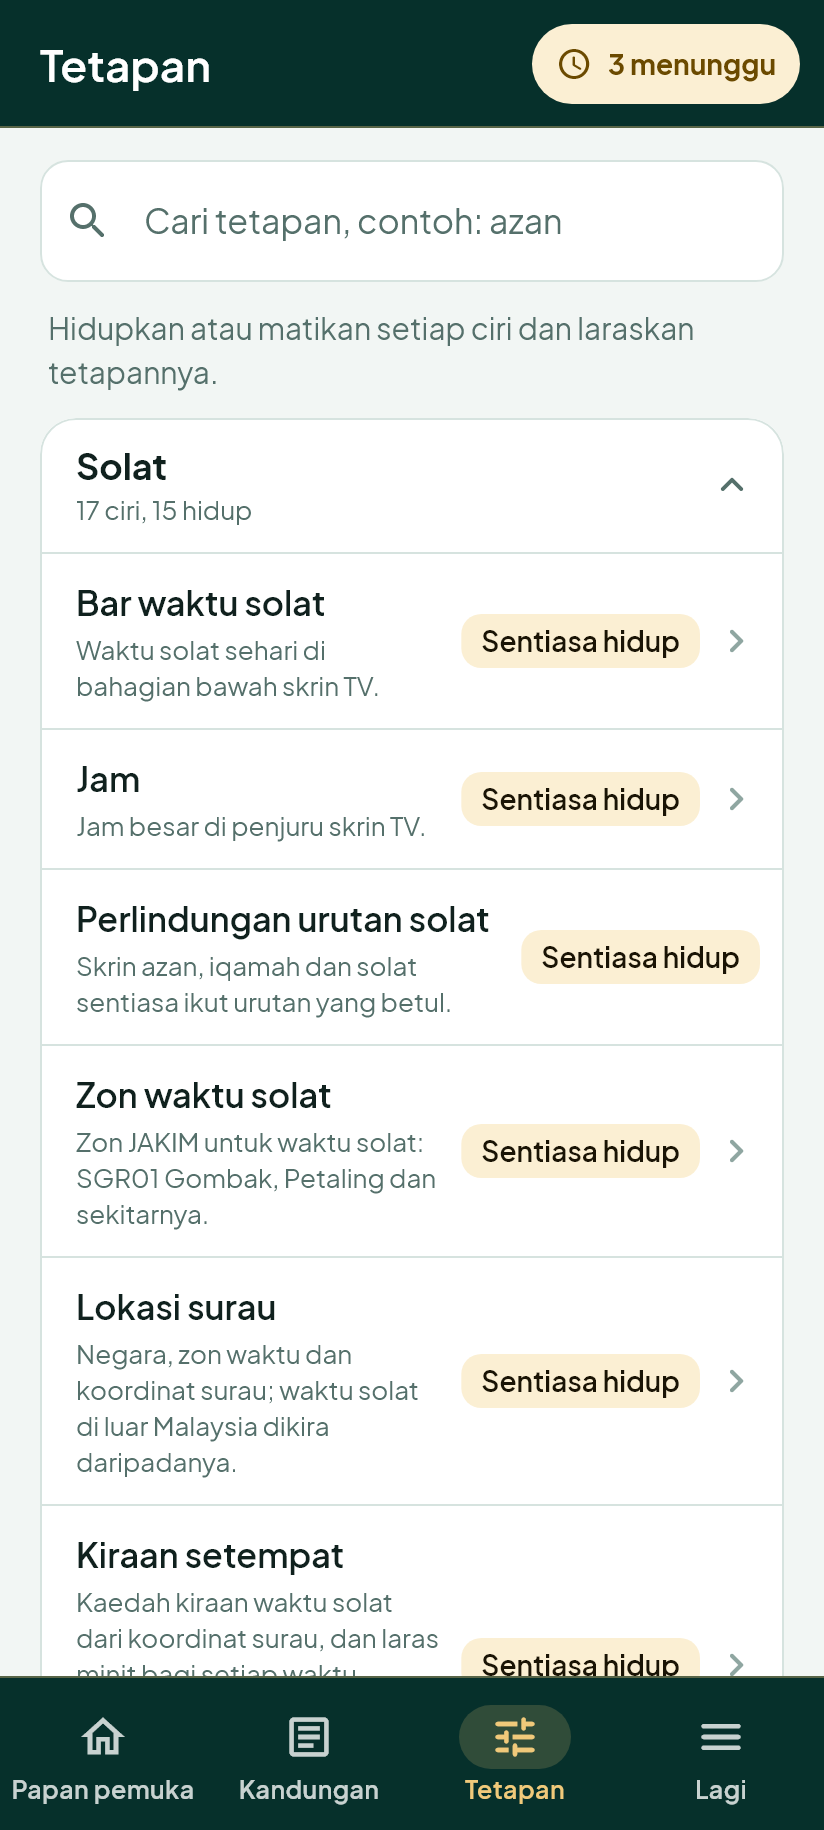 Tetapan
3 menunggu
Cari tetapan, contoh: azan
Hidupkan atau matikan setiap ciri dan laraskan
tetapannya.
Solat
17 ciri, 15 hidup
Bar waktu solat
Waktu solat sehari di
bahagian bawah skrin TV.
Sentiasa hidup
Jam
Jam besar di penjuru skrin TV.
Sentiasa hidup
Perlindungan urutan solat
Skrin azan, iqamah dan solat
sentiasa ikut urutan yang betul.
Sentiasa hidup
Zon waktu solat
Zon JAKIM untuk waktu solat:
SGR01 Gombak, Petaling dan
sekitarnya.
Sentiasa hidup
Lokasi surau
Negara, zon waktu dan
koordinat surau; waktu solat
di luar Malaysia dikira
daripadanya.
Sentiasa hidup
Kiraan setempat
Kaedah kiraan waktu solat
dari koordinat surau, dan laras
minit bagi setiap waktu
Sentiasa hidup
Papan pemuka
Kandungan
Tetapan
Lagi